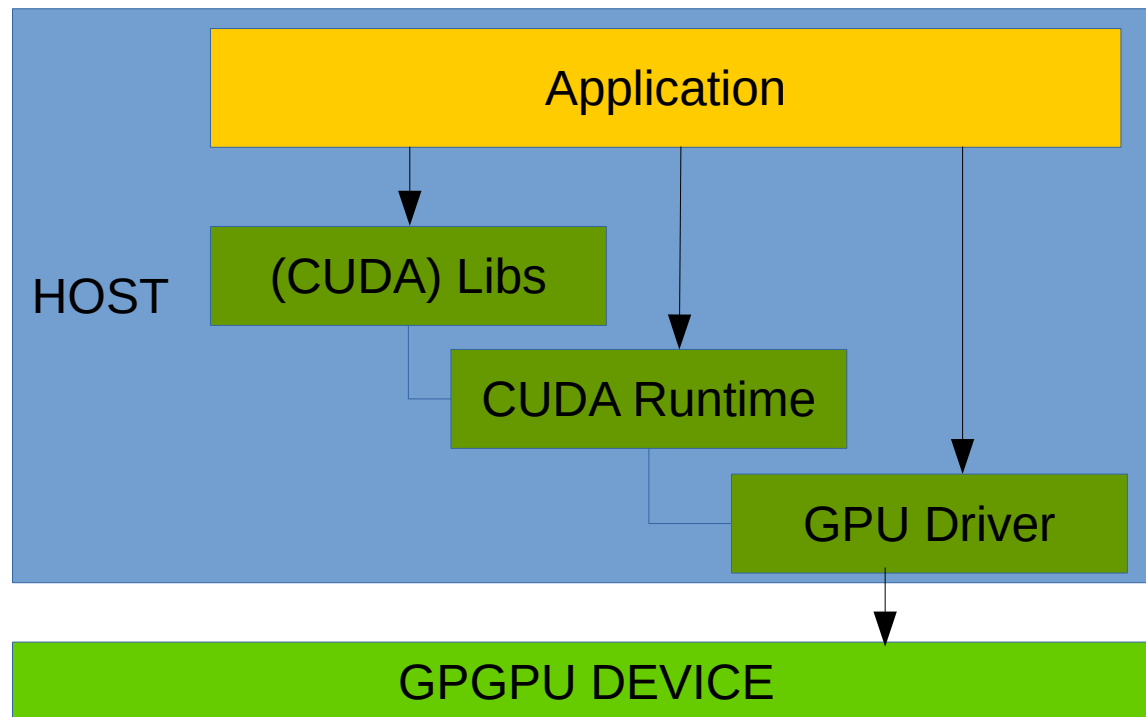 Application
(CUDA) Libs
HOST
CUDA Runtime
GPU Driver
GPGPU DEVICE